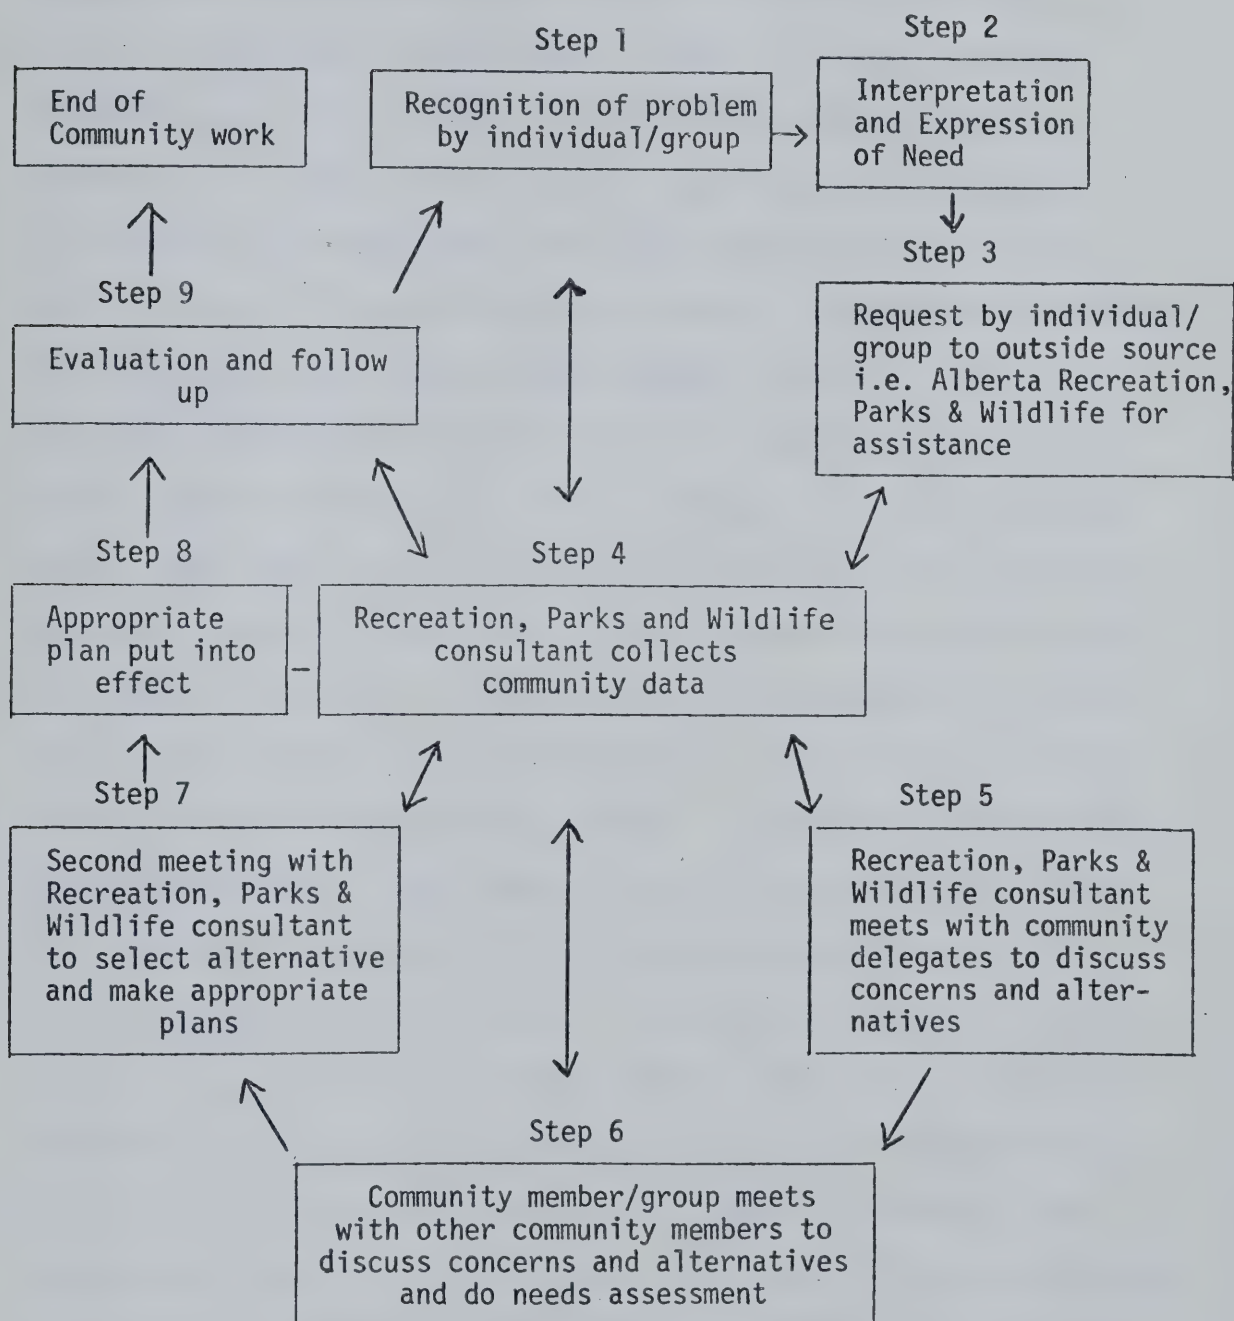 Step 1
Recognition of problem
by individual/group
Step 2
Interpretation
and Expression
of Need
Step 3
Request by individual/
group to outside source
i.e. Alberta Recreation,
Parks & Wildlife for
assistance
Step 4
Recreation, Parks and Wildlife
consultant collects
community data
Step 5
Recreation, Parks &
Wildlife consultant
meets with community
delegates to discuss
concerns and alter-
natives
Step 6
Community member/group meets
with other community members to
discuss concerns and alternatives
and do needs assessment
Step 7
Second meeting with
Recreation, Parks &
Wildlife consultant
to select alternative
and make appropriate
plans
Step 8
Appropriate
plan put into
effect
Step 9
Evaluation and follow
up
End of
Community work